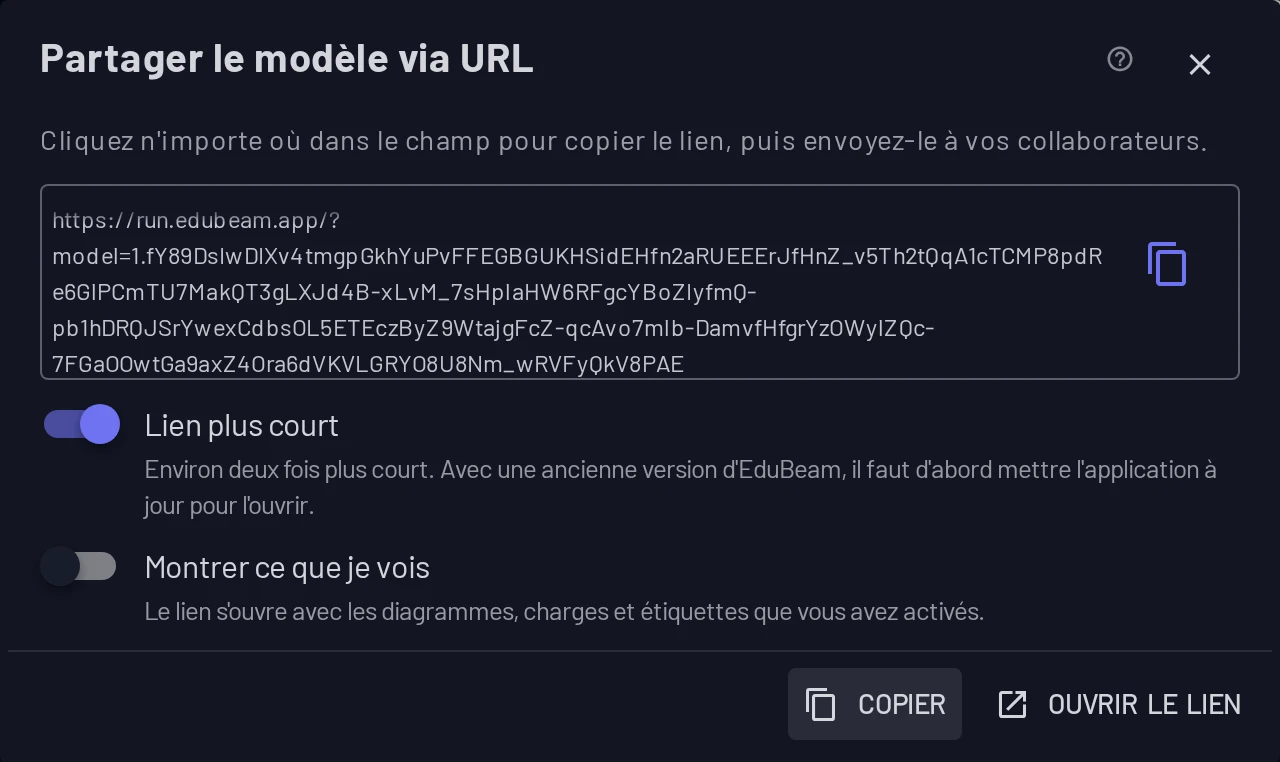 Partager le modèle via URL
Cliquez n'importe où dans le champ pour copier le lien, puis envoyez-le à vos collaborateurs.
https://run.edubeam.app/?
model=1.fY89DsIwDIXv4tmgpGkhYuPvFFEGBGUKHSidEHfn2aRUEEErJfHnZ_v5Th2tQqA1cTCMP8pdR
e6GIPCmTU7MakQT3gLXJd4B-xLvM_7sHpIaHW6RFgcYBoZIyfmQ-
pb1hDRQJSrYwexCdbsOL5ETEczByZ9WtajgFcZ-qcAvo7mIb-DamvfHfgrYzOWyIZQc-
7FGaOOwtGa9axZ4Ora6dVKVLGRYO8U8Nm_wRVFyQkV8PAE
Lien plus court
Environ deux fois plus court. Avec une ancienne version d'EduBeam, il faut d'abord mettre l'application à
jour pour l'ouvrir.
Montrer ce que je vois
Le lien s'ouvre avec les diagrammes, charges et étiquettes que vous avez activés.
COPIER
OUVRIR LE LIEN